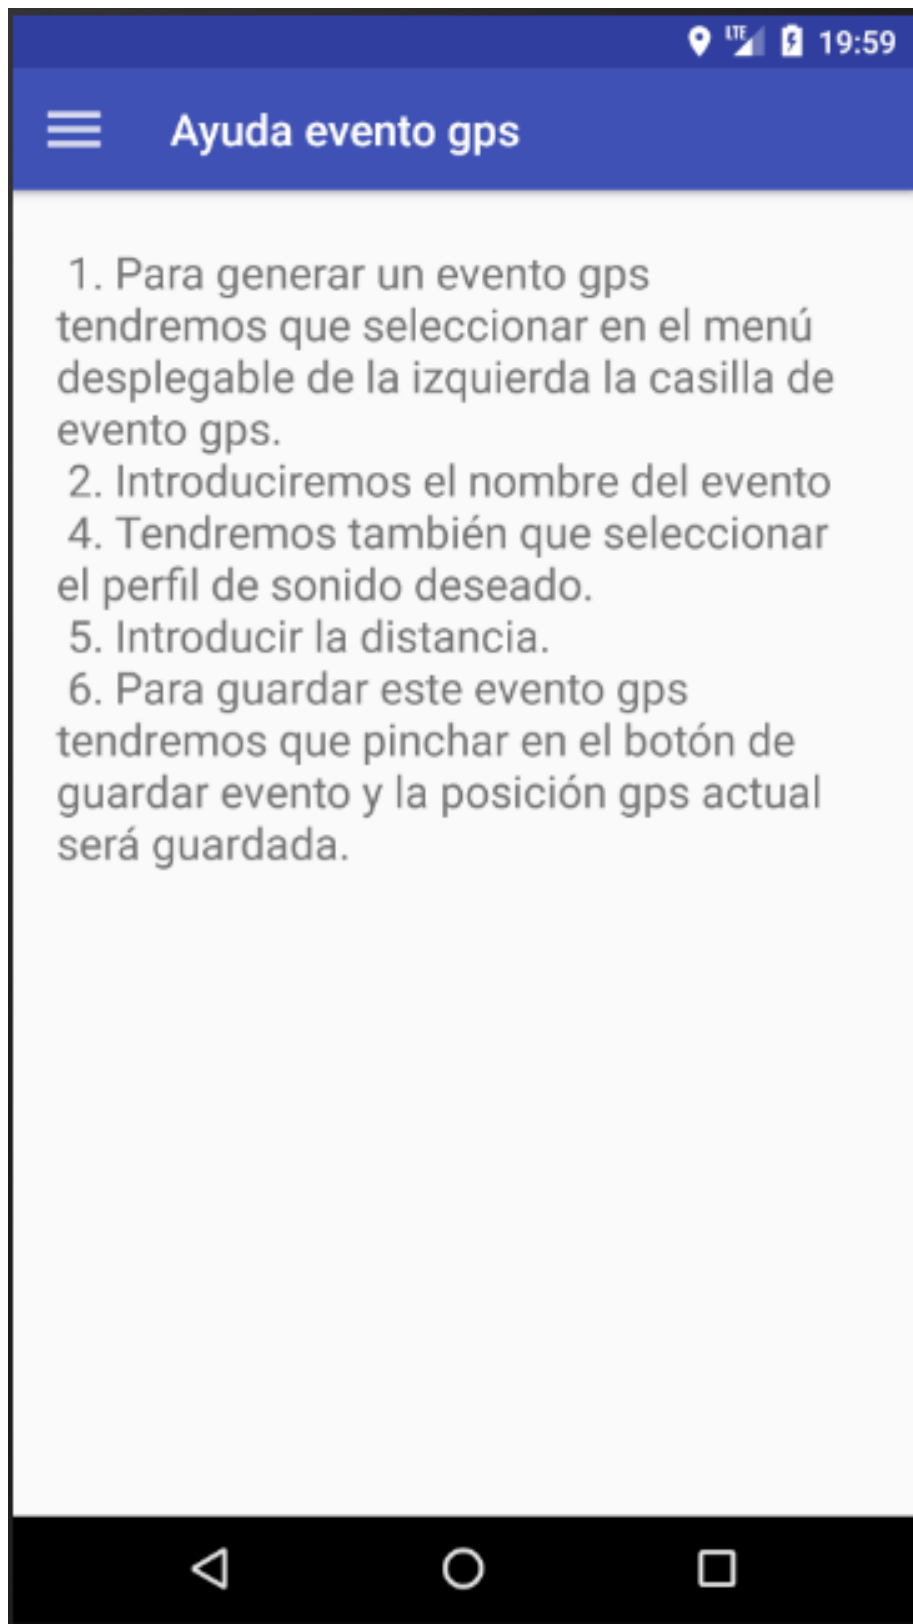 LTE 19:59
Ayuda evento gps
1. Para generar un evento gps
tendremos que seleccionar en el menú
desplegable de la izquierda la casilla de
evento gps.
2. Introduciremos el nombre del evento
4. Tendremos también que seleccionar
el perfil de sonido deseado.
5. Introducir la distancia.
6. Para guardar este evento gps
tendremos que pinchar en el botón de
guardar evento y la posición gps actual
será guardada.